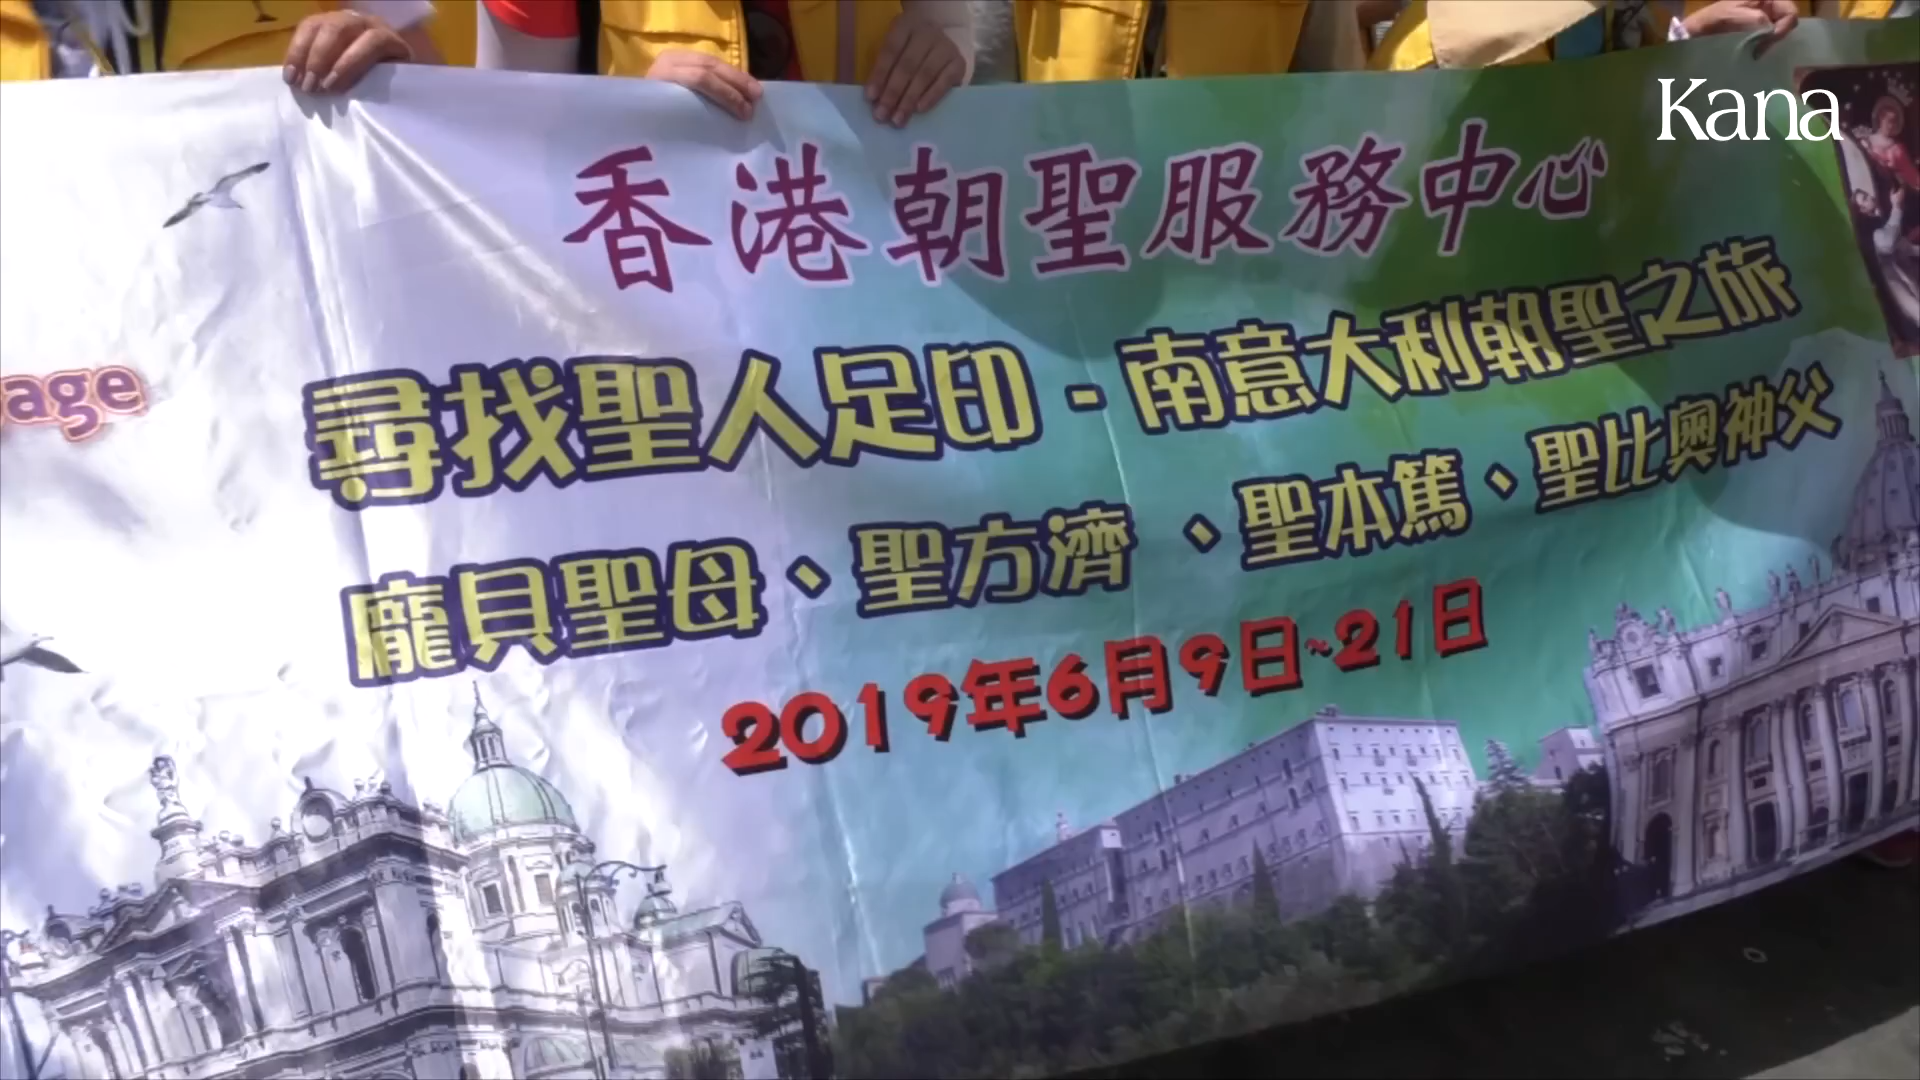 Kana
香港朝聖服務中心
尋找聖人足印 - 南意大利朝聖之旅
age
龐貝聖母、聖方濟、聖本篤、聖比奧神父
2019年6月9日~21日